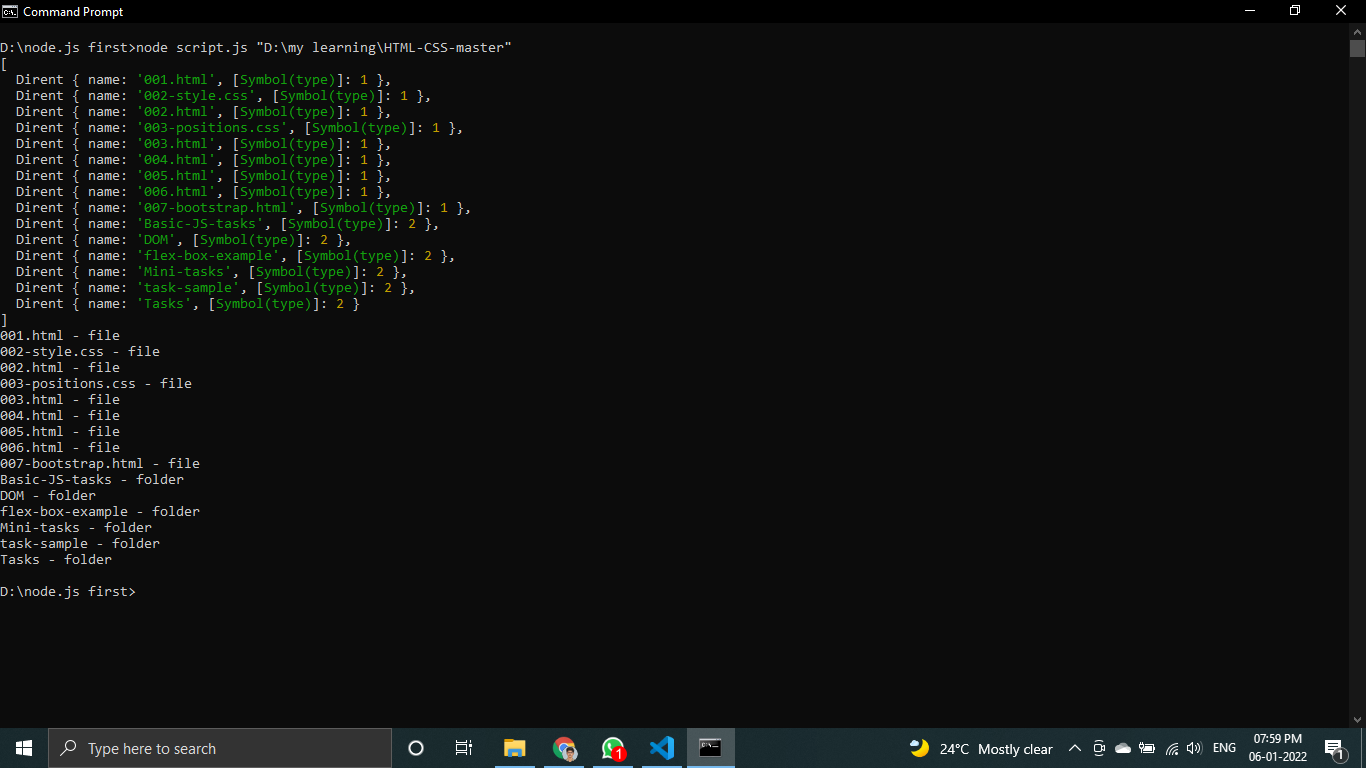 Command Prompt
D:\node.js first>node script.js "D:\my learning\HTML-CSS-master"
[
  Dirent { name: '001.html', [Symbol(type)]: 1 },
  Dirent { name: '002-style.css', [Symbol(type)]: 1 },
  Dirent { name: '002.html', [Symbol(type)]: 1 },
  Dirent { name: '003-positions.css', [Symbol(type)]: 1 },
  Dirent { name: '003.html', [Symbol(type)]: 1 },
  Dirent { name: '004.html', [Symbol(type)]: 1 },
  Dirent { name: '005.html', [Symbol(type)]: 1 },
  Dirent { name: '006.html', [Symbol(type)]: 1 },
  Dirent { name: '007-bootstrap.html', [Symbol(type)]: 1 },
  Dirent { name: 'Basic-JS-tasks', [Symbol(type)]: 2 },
  Dirent { name: 'DOM', [Symbol(type)]: 2 },
  Dirent { name: 'flex-box-example', [Symbol(type)]: 2 },
  Dirent { name: 'Mini-tasks', [Symbol(type)]: 2 },
  Dirent { name: 'task-sample', [Symbol(type)]: 2 },
  Dirent { name: 'Tasks', [Symbol(type)]: 2 }
]
001.html - file
002-style.css - file
002.html - file
003-positions.css - file
003.html - file
004.html - file
005.html - file
006.html - file
007-bootstrap.html - file
Basic-JS-tasks - folder
DOM - folder
flex-box-example - folder
Mini-tasks - folder
task-sample - folder
Tasks - folder
D:\node.js first>
Type here to search
1
24°C Mostly clear
ENG
07:59 PM
06-01-2022
1